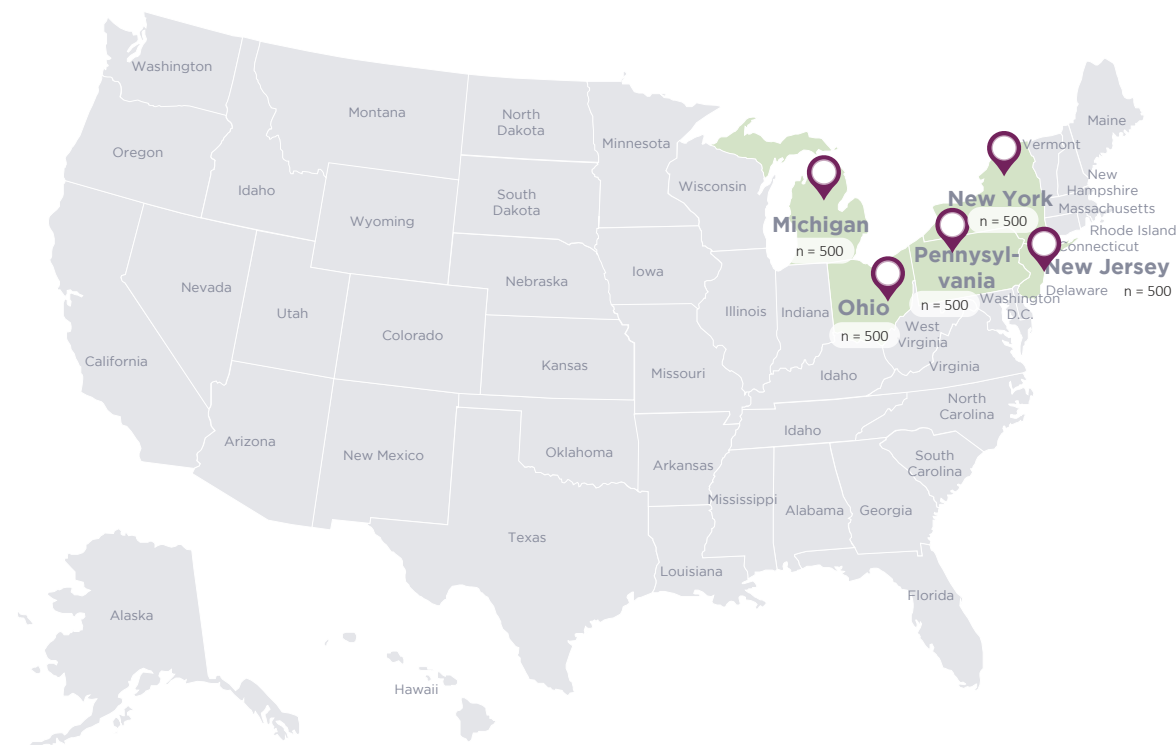 Washington
Montana
North
Dakota
Minnesota
Maine
Oregon
Vermont
Idaho
South
Dakota
Wisconsin
New
Hampshire
Wyoming
New York
Massachusetts
Michigan
n = 500
Rhode Island
Connecticut
n = 500
Pennysyl-
vania
New Jersey
Nevada
Nebraska
Iowa
Delaware
n = 500
Utah
Illinois
Indiana
Ohio
n = 500
Washington
D.C.
Colorado
n = 500
West
Virginia
California
Kansas
Missouri
Idaho
Virginia
North
Carolina
Arizona
New Mexico
Oklahoma
Arkansas
Idaho
South
Carolina
Mississippi
Alabama
Georgia
Texas
Louisiana
Florida
Alaska
Hawaii